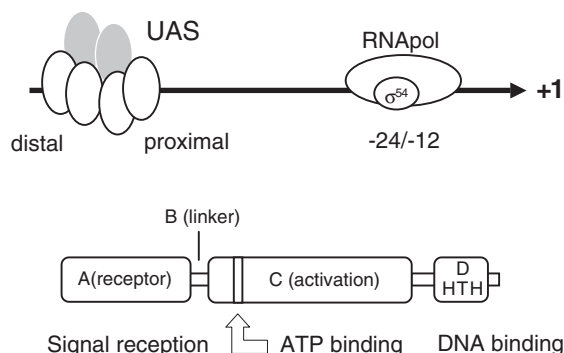 UAS
RNApol
σ54
+1
distal
proximal
-24/-12
B (linker)
A(receptor)
C (activation)
D
HTH
Signal reception
ATP binding
DNA binding